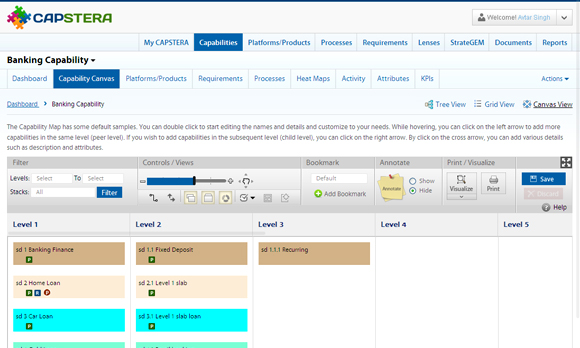 CAPSTERA
Welcome! Avtar Singh
My CAPSTERA Capabilities Platforms/Products Processes Requirements Lenses StrateGEM Documents Reports
Banking Capability
Dashboard Capability Canvas Platforms/Products Requirements Processes Heat Maps Activity Attributes KPIs Actions
Dashboard Banking Capability Tree View Grid View Canvas View
The Capability Map has some default samples. You can double click to start editing the names and details and customize to your needs. While hovering, you can click on the left arrow to add more
capabilities in the same level (peer level). If you wish to add capabilities in the subsequent level (child level), you can click on the right arrow. By click on the cross arrow, you can add various details
such as description and attributes.
Filter Controls / Views Bookmark Annotate Print / Visualize
Levels: Select To Select Default Show Save
Stacks: All Filter Add Bookmark Annotate Hide Visualize Print
Help
Level 1 Level 2 Level 3 Level 4 Level 5
sd 1 Banking Finance sd 1.1 Fixed Deposit sd 1.1.1 Recurring
P P
sd 2 Home Loan sd 2.1 Level 1 slab
P R P P
sd 3 Car Loan sd 3.1 Level 1 slab loan
P P